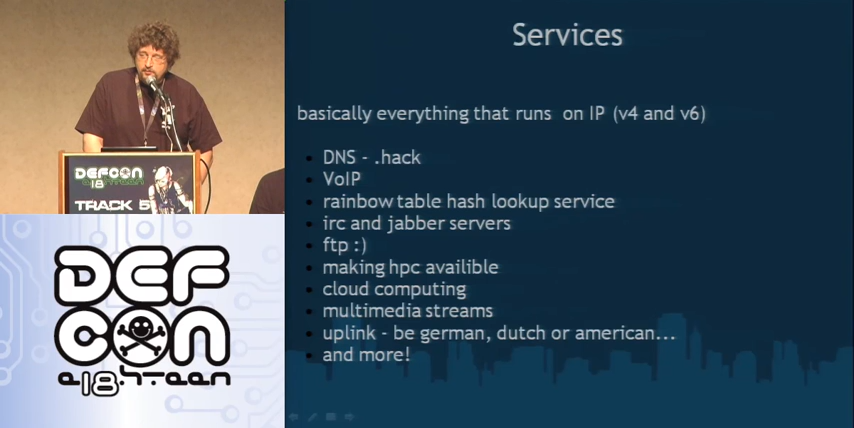 Services
basically everything that runs on IP (v4 and v6)
DNS - .hack
VoIP
rainbow table hash lookup service
irc and jabber servers
ftp :)
making hpc availible
cloud computing
multimedia streams
uplink - be german, dutch or american...
and more!
DEFCON
18
TRACK 5
DEF
CON
e18hteen